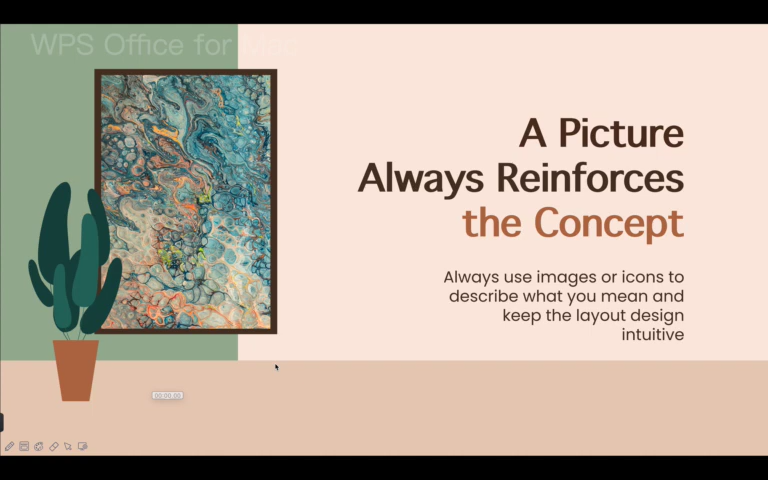 WPS Office for Mac
A Picture
Always Reinforces
the Concept
Always use images or icons to
describe what you mean and
keep the layout design
intuitive
00:00:00